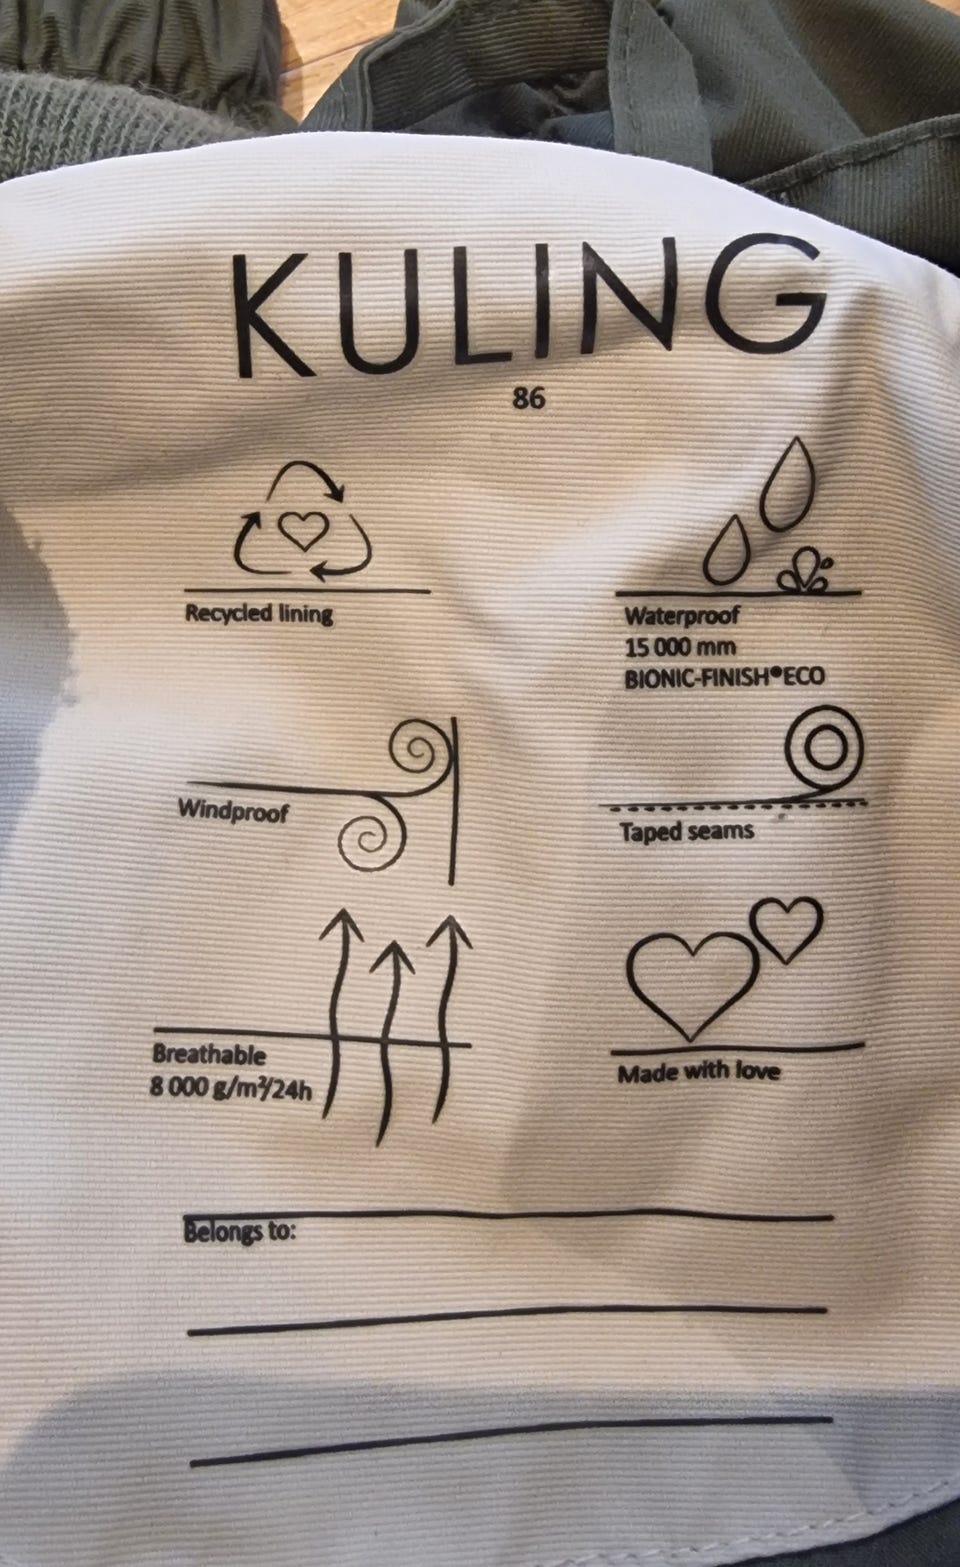 KULING
86
Recycled lining
Waterproof
15 000 mm
BIONIC-FINISH®ECO
Windproof
Taped seams
Breathable
8 000 g/m²/24h
Made with love
Belongs to: